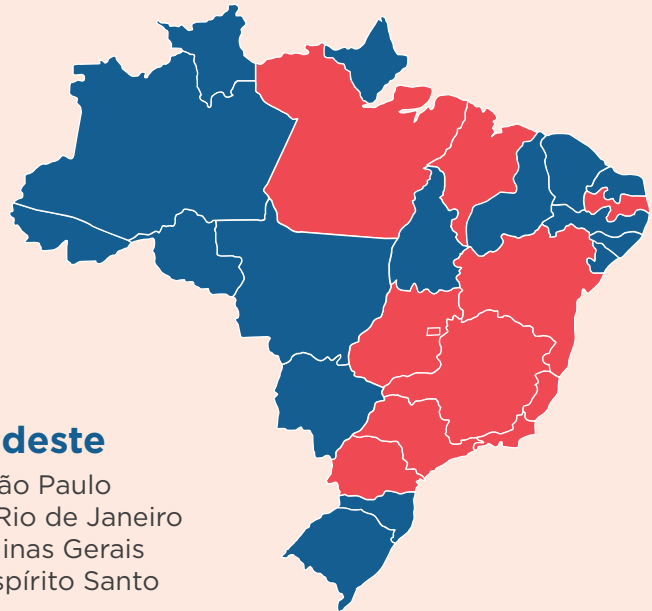 deste
ão Paulo
Rio de Janeiro
inas Gerais
spírito Santo